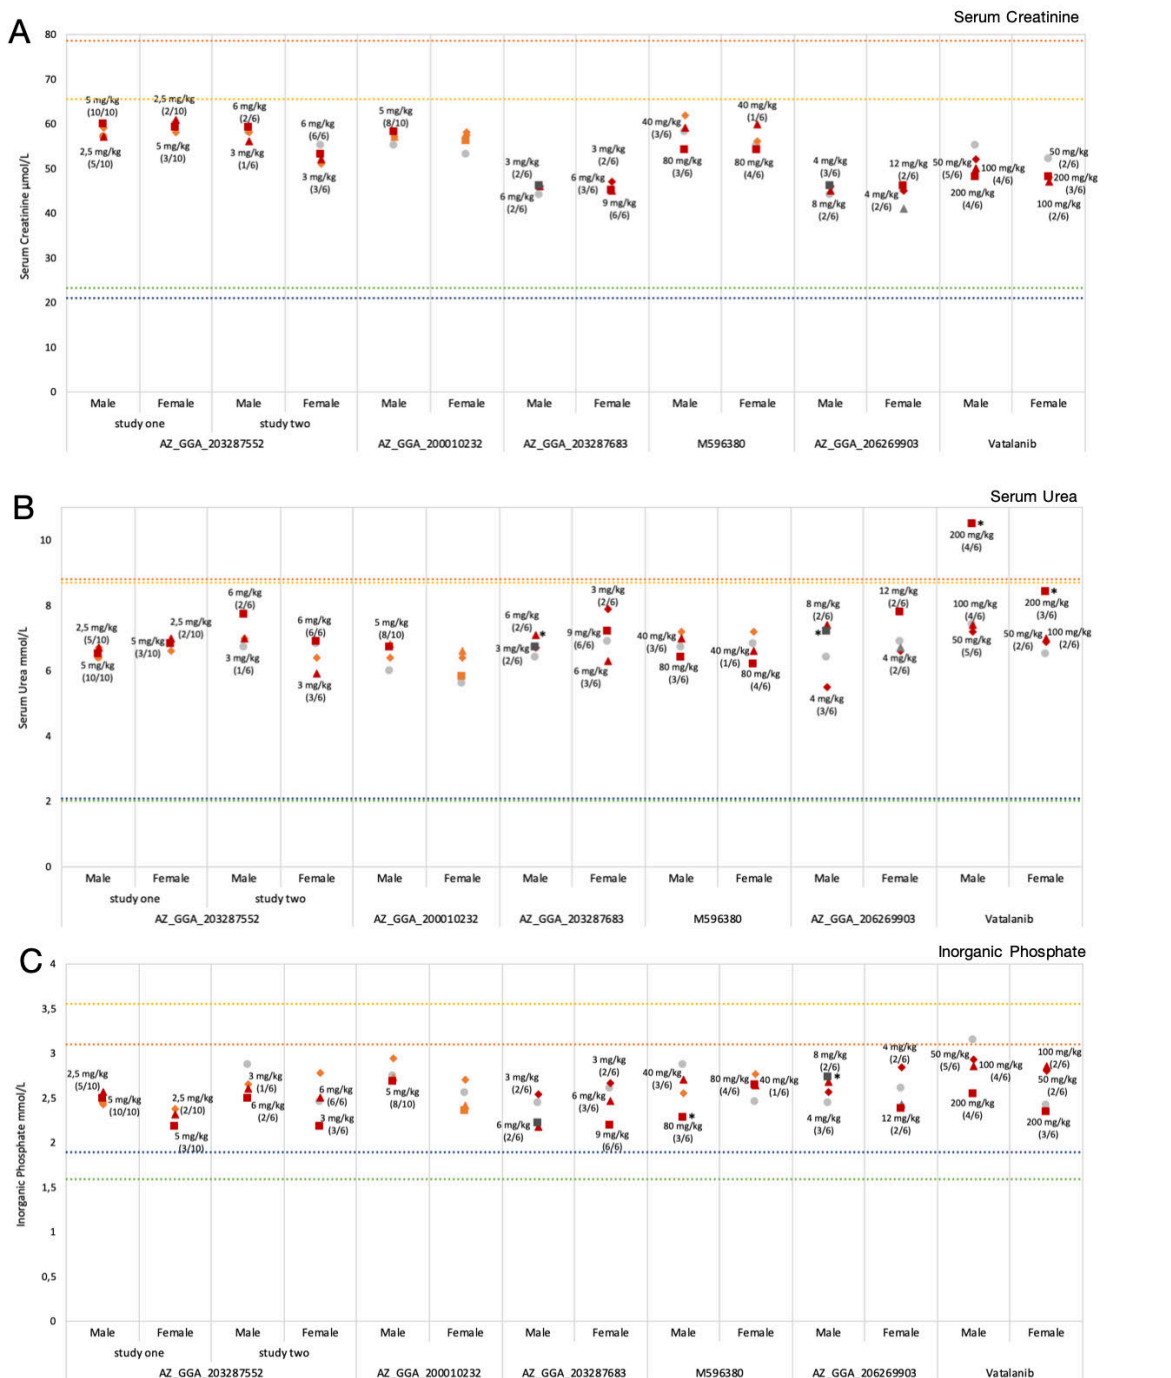 A
Serum Creatinine
Serum Creatinine µmol/L
80
70
60
50
40
30
20
10
0
5 mg/kg
(10/10)
2,5 mg/kg
(5/10)
2,5 mg/kg
(2/10)
5 mg/kg
(3/10)
6 mg/kg
(2/6)
3 mg/kg
(1/6)
6 mg/kg
(6/6)
3 mg/kg
(3/6)
5 mg/kg
(8/10)
3 mg/kg
(2/6)
6 mg/kg
(2/6)
3 mg/kg
(2/6)
6 mg/kg
(3/6)
9 mg/kg
(6/6)
40 mg/kg
(3/6)
80 mg/kg
(3/6)
40 mg/kg
(1/6)
80 mg/kg
(4/6)
4 mg/kg
(3/6)
8 mg/kg
(2/6)
12 mg/kg
(2/6)
4 mg/kg
(2/6)
50 mg/kg
(5/6)
100 mg/kg
(4/6)
200 mg/kg
(4/6)
50 mg/kg
(2/6)
200 mg/kg
(3/6)
100 mg/kg
(2/6)
Male Female Male Female Male Female Male Female Male Female Male Female Male Female
study one study two
AZ_GGA_203287552 AZ_GGA_200010232 AZ_GGA_203287683 M596380 AZ_GGA_206269903 Vatalanib
B
Serum Urea
Serum Urea mmol/L
10
8
6
4
2
0
2,5 mg/kg
(5/10)
5 mg/kg
(10/10)
2,5 mg/kg
(2/10)
5 mg/kg
(3/10)
6 mg/kg
(2/6)
3 mg/kg
(1/6)
6 mg/kg
(6/6)
3 mg/kg
(3/6)
5 mg/kg
(8/10)
6 mg/kg
(2/6)
*
3 mg/kg
(2/6)
3 mg/kg
(2/6)
9 mg/kg
(6/6)
6 mg/kg
(3/6)
40 mg/kg
(3/6)
80 mg/kg
(3/6)
40 mg/kg
(1/6)
80 mg/kg
(4/6)
8 mg/kg
(2/6)
*
4 mg/kg
(3/6)
12 mg/kg
(2/6)
4 mg/kg
(2/6)
*
200 mg/kg
(4/6)
100 mg/kg
(4/6)
50 mg/kg
(5/6)
*
200 mg/kg
(3/6)
50 mg/kg
(2/6)
100 mg/kg
(2/6)
Male Female Male Female Male Female Male Female Male Female Male Female Male Female
study one study two
AZ_GGA_203287552 AZ_GGA_200010232 AZ_GGA_203287683 M596380 AZ_GGA_206269903 Vatalanib
C
Inorganic Phosphate
Inorganic Phosphate mmol/L
4
3,5
3
2,5
2
1,5
1
0,5
0
2,5 mg/kg
(5/10)
5 mg/kg
(10/10)
2,5 mg/kg
(2/10)
5 mg/kg
(3/10)
3 mg/kg
(1/6)
6 mg/kg
(2/6)
6 mg/kg
(6/6)
3 mg/kg
(3/6)
5 mg/kg
(8/10)
3 mg/kg
(2/6)
6 mg/kg
(2/6)
3 mg/kg
(2/6)
6 mg/kg
(3/6)
9 mg/kg
(6/6)
40 mg/kg
(3/6)
*
80 mg/kg
(3/6)
80 mg/kg
(4/6)
40 mg/kg
(1/6)
8 mg/kg
(2/6)
*
4 mg/kg
(3/6)
4 mg/kg
(2/6)
12 mg/kg
(2/6)
50 mg/kg
(5/6)
100 mg/kg
(4/6)
200 mg/kg
(4/6)
100 mg/kg
(2/6)
50 mg/kg
(2/6)
200 mg/kg
(3/6)
Male Female Male Female Male Female Male Female Male Female Male Female Male Female
study one study two
AZ_GGA_203287552 AZ_GGA_200010232 AZ_GGA_203287683 M596380 AZ_GGA_206269903 Vatalanib